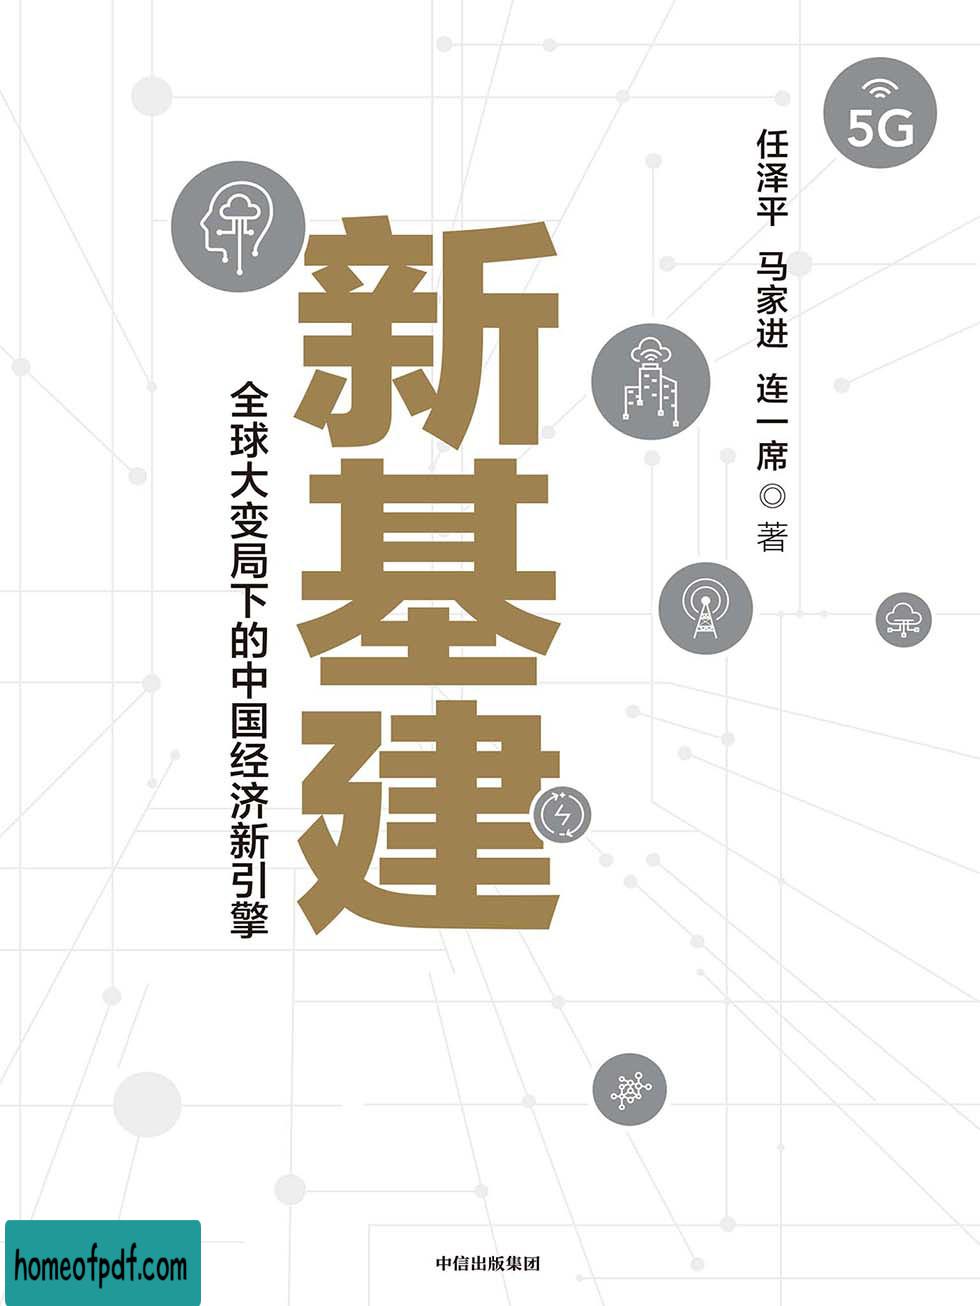 5G
任泽平 马家进 连一席◎著
新基建
全球大变局下的中国经济新引擎
中信出版集团
homeofpdf.com